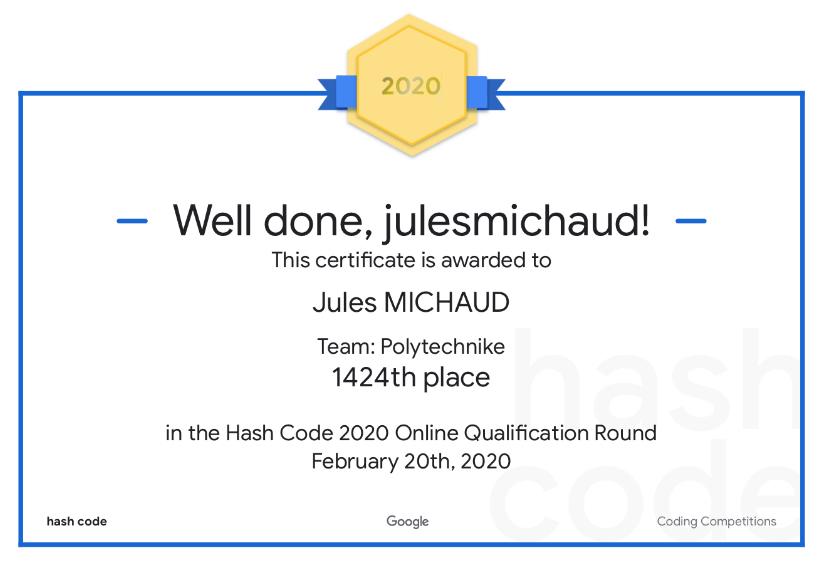 2020
Well done, julesmichaud!
This certificate is awarded to
Jules MICHAUD
Team: Polytechnike
1424th place
in the Hash Code 2020 Online Qualification Round
February 20th, 2020
hash
code
hash code Google Coding Competitions